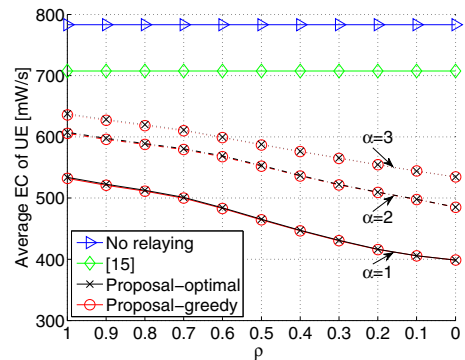 Average EC of UE [mW/s]
800
700
600
500
400
300
α=3
α=2
α=1
No relaying
[15]
Proposal-optimal
Proposal-greedy
1 0.9 0.8 0.7 0.6 0.5 0.4 0.3 0.2 0.1 0
ρ